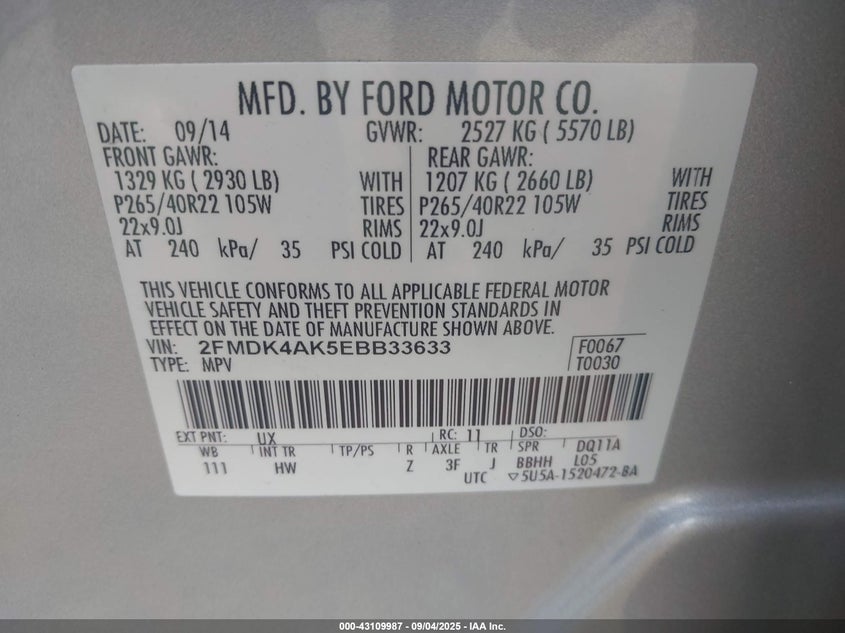 MFD. BY FORD MOTOR CO.
DATE: 09/14 GVWR: 2527 KG ( 5570 LB)
FRONT GAWR: REAR GAWR:
1329 KG ( 2930 LB) WITH 1207 KG ( 2660 LB) WITH
P265/40R22 105W TIRES P265/40R22 105W TIRES
22x9.0J RIMS 22x9.0J RIMS
AT 240 kPa/ 35 PSI COLD AT 240 kPa/ 35 PSI COLD
THIS VEHICLE CONFORMS TO ALL APPLICABLE FEDERAL MOTOR
VEHICLE SAFETY AND THEFT PREVENTION STANDARDS IN
EFFECT ON THE DATE OF MANUFACTURE SHOWN ABOVE.
VIN: 2FMDK4AK5EBB33633 F0067
TYPE: MPV T0030
EXT PNT: UX RC: 11 DSO:
WB INT TR TP/PS R AXLE TR SPR DQ11A
111 HW Z 3F J BBHH L05
UTC ▽5U5A-1520472-BA
000-43109987 - 09/04/2025 - IAA Inc.